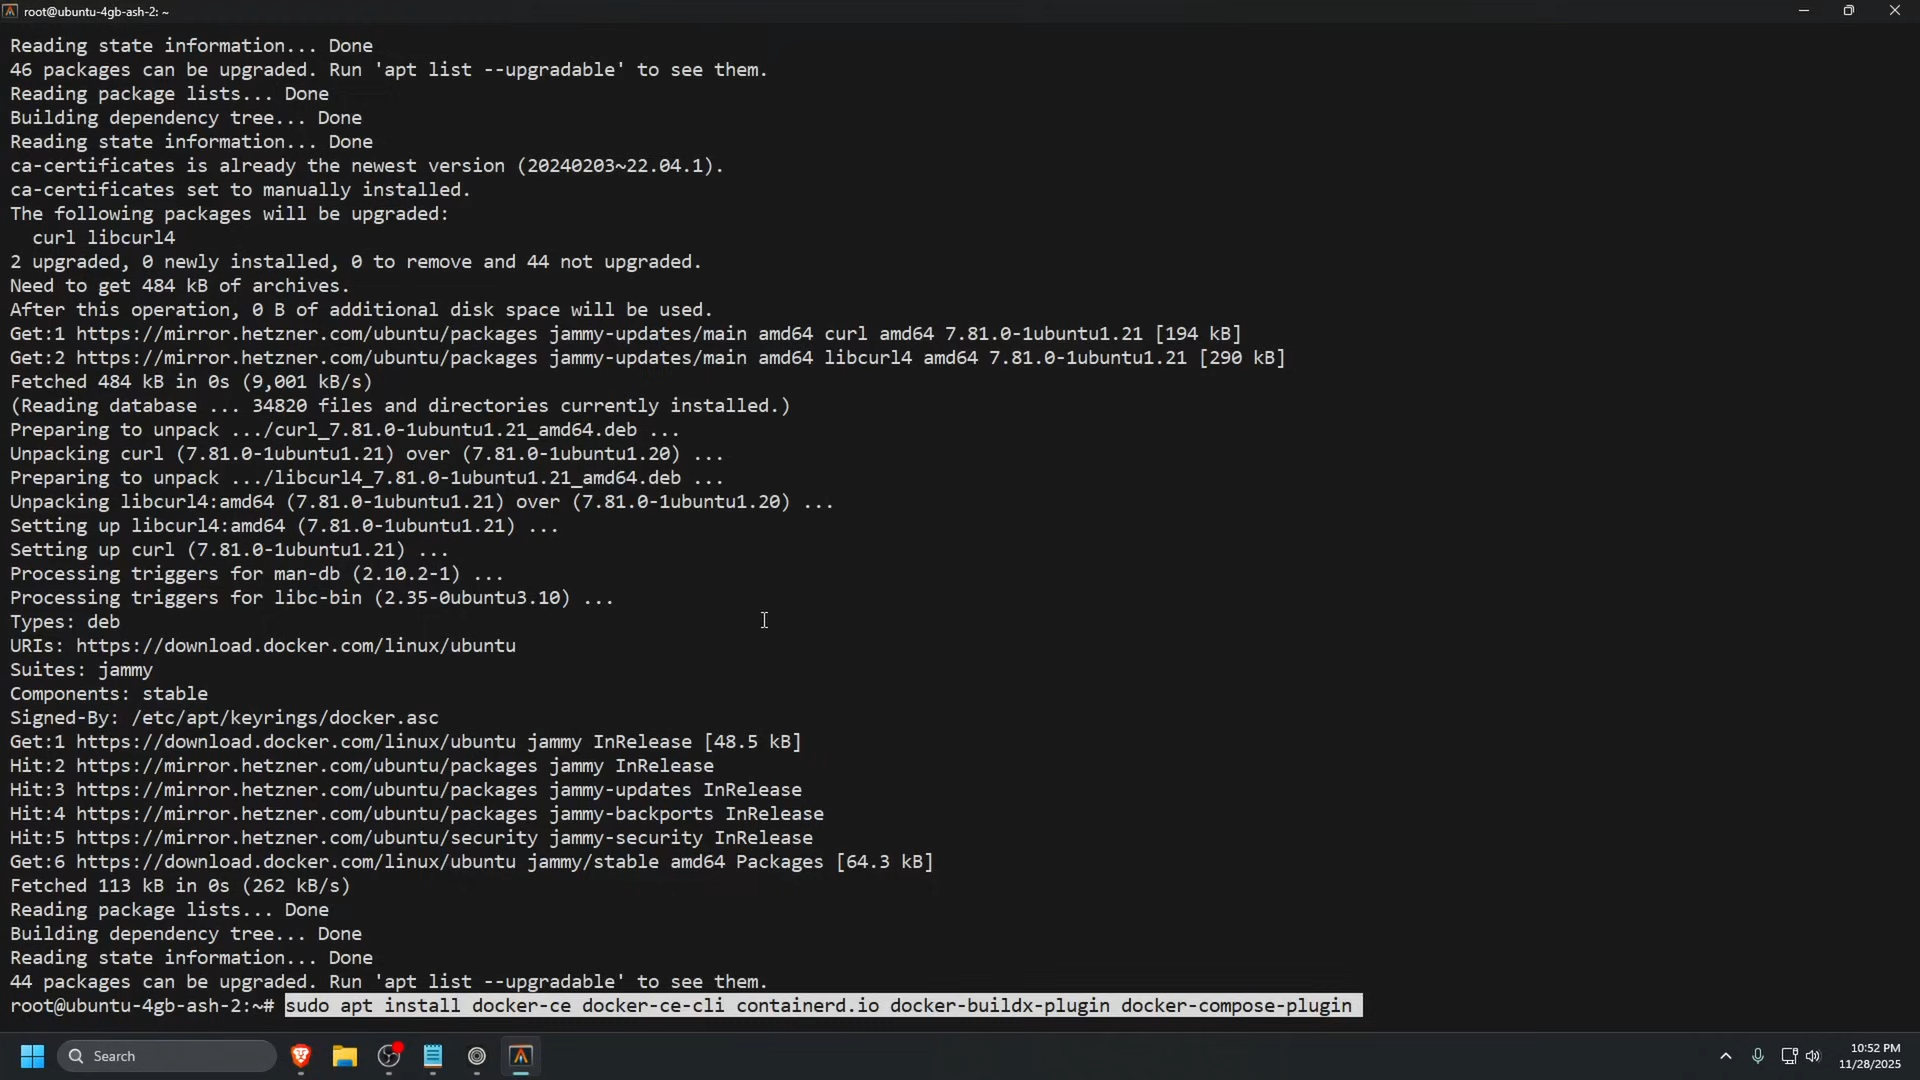 root@ubuntu-4gb-ash-2: ~
Reading state information... Done
46 packages can be upgraded. Run 'apt list --upgradable' to see them.
Reading package lists... Done
Building dependency tree... Done
Reading state information... Done
ca-certificates is already the newest version (20240203~22.04.1).
ca-certificates set to manually installed.
The following packages will be upgraded:
  curl libcurl4
2 upgraded, 0 newly installed, 0 to remove and 44 not upgraded.
Need to get 484 kB of archives.
After this operation, 0 B of additional disk space will be used.
Get:1 https://mirror.hetzner.com/ubuntu/packages jammy-updates/main amd64 curl amd64 7.81.0-1ubuntu1.21 [194 kB]
Get:2 https://mirror.hetzner.com/ubuntu/packages jammy-updates/main amd64 libcurl4 amd64 7.81.0-1ubuntu1.21 [290 kB]
Fetched 484 kB in 0s (9,001 kB/s)
(Reading database ... 34820 files and directories currently installed.)
Preparing to unpack .../curl_7.81.0-1ubuntu1.21_amd64.deb ...
Unpacking curl (7.81.0-1ubuntu1.21) over (7.81.0-1ubuntu1.20) ...
Preparing to unpack .../libcurl4_7.81.0-1ubuntu1.21_amd64.deb ...
Unpacking libcurl4:amd64 (7.81.0-1ubuntu1.21) over (7.81.0-1ubuntu1.20) ...
Setting up libcurl4:amd64 (7.81.0-1ubuntu1.21) ...
Setting up curl (7.81.0-1ubuntu1.21) ...
Processing triggers for man-db (2.10.2-1) ...
Processing triggers for libc-bin (2.35-0ubuntu3.10) ...
Types: deb
URIs: https://download.docker.com/linux/ubuntu
Suites: jammy
Components: stable
Signed-By: /etc/apt/keyrings/docker.asc
Get:1 https://download.docker.com/linux/ubuntu jammy InRelease [48.5 kB]
Hit:2 https://mirror.hetzner.com/ubuntu/packages jammy InRelease
Hit:3 https://mirror.hetzner.com/ubuntu/packages jammy-updates InRelease
Hit:4 https://mirror.hetzner.com/ubuntu/packages jammy-backports InRelease
Hit:5 https://mirror.hetzner.com/ubuntu/security jammy-security InRelease
Get:6 https://download.docker.com/linux/ubuntu jammy/stable amd64 Packages [64.3 kB]
Fetched 113 kB in 0s (262 kB/s)
Reading package lists... Done
Building dependency tree... Done
Reading state information... Done
44 packages can be upgraded. Run 'apt list --upgradable' to see them.
root@ubuntu-4gb-ash-2:~# sudo apt install docker-ce docker-ce-cli containerd.io docker-buildx-plugin docker-compose-plugin
Search
10:52 PM
11/28/2025